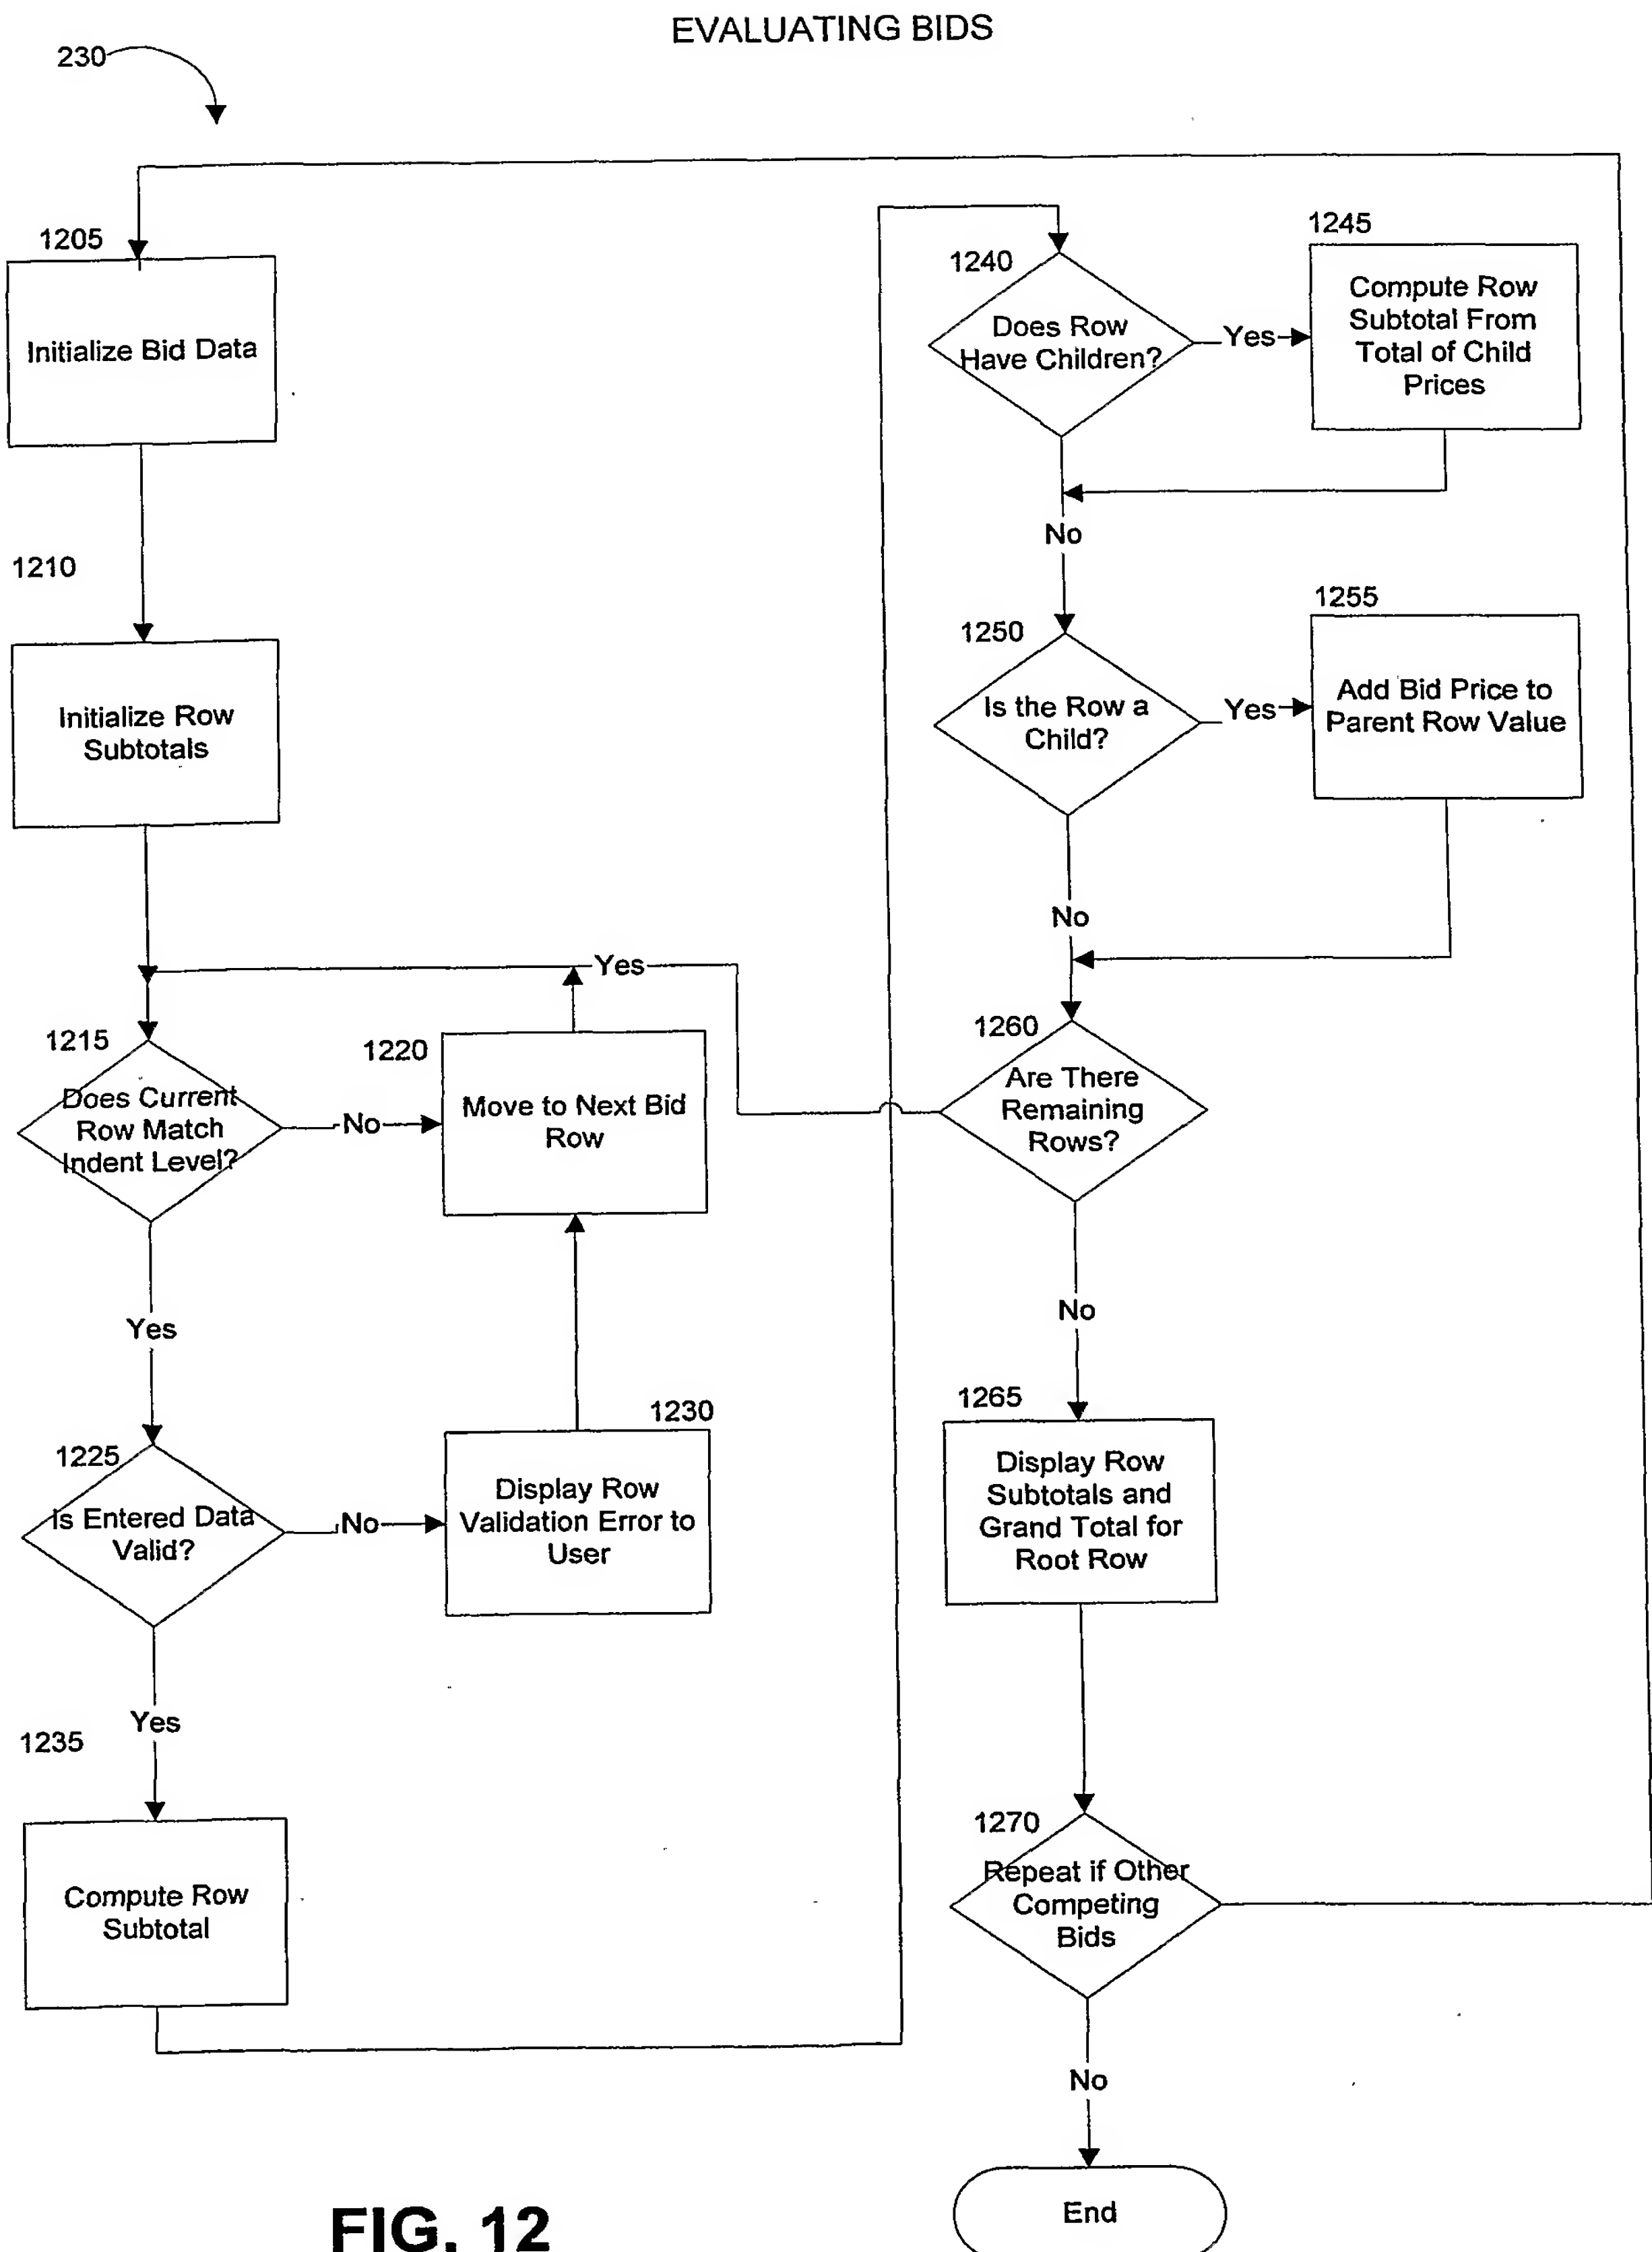 EVALUATING BIDS
230
1205
Initialize Bid Data
1210
Initialize Row
Subtotals
1215
Does Current
Row Match
Indent Level?
No
1220
Move to Next Bid
Row
Yes
Yes
1225
Is Entered Data
Valid?
No
1230
Display Row
Validation Error to
User
Yes
1235
Compute Row
Subtotal
1240
Does Row
Have Children?
Yes
1245
Compute Row
Subtotal From
Total of Child
Prices
No
1250
Is the Row a
Child?
Yes
1255
Add Bid Price to
Parent Row Value
No
1260
Are There
Remaining
Rows?
No
1265
Display Row
Subtotals and
Grand Total for
Root Row
1270
Repeat if Other
Competing
Bids
No
End
FIG. 12